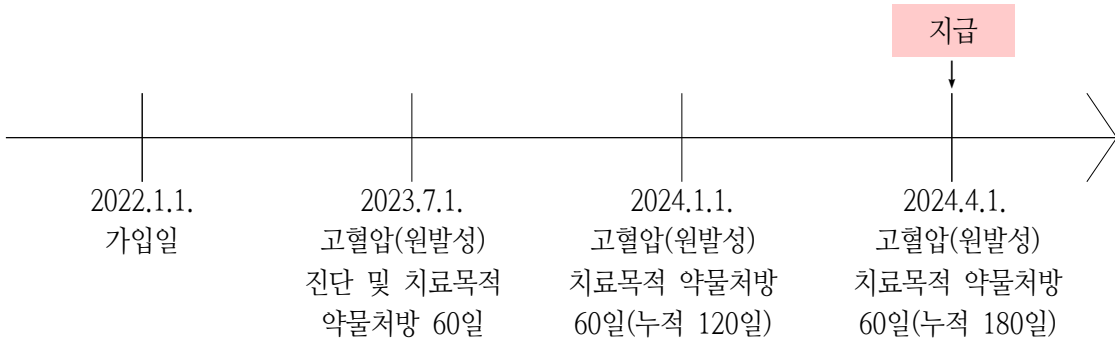 지급
2022.1.1.
가입일
2023.7.1.
고혈압(원발성)
진단 및 치료목적
약물처방 60일
2024.1.1.
고혈압(원발성)
치료목적 약물처방
60일(누적 120일)
2024.4.1.
고혈압(원발성)
치료목적 약물처방
60일(누적 180일)